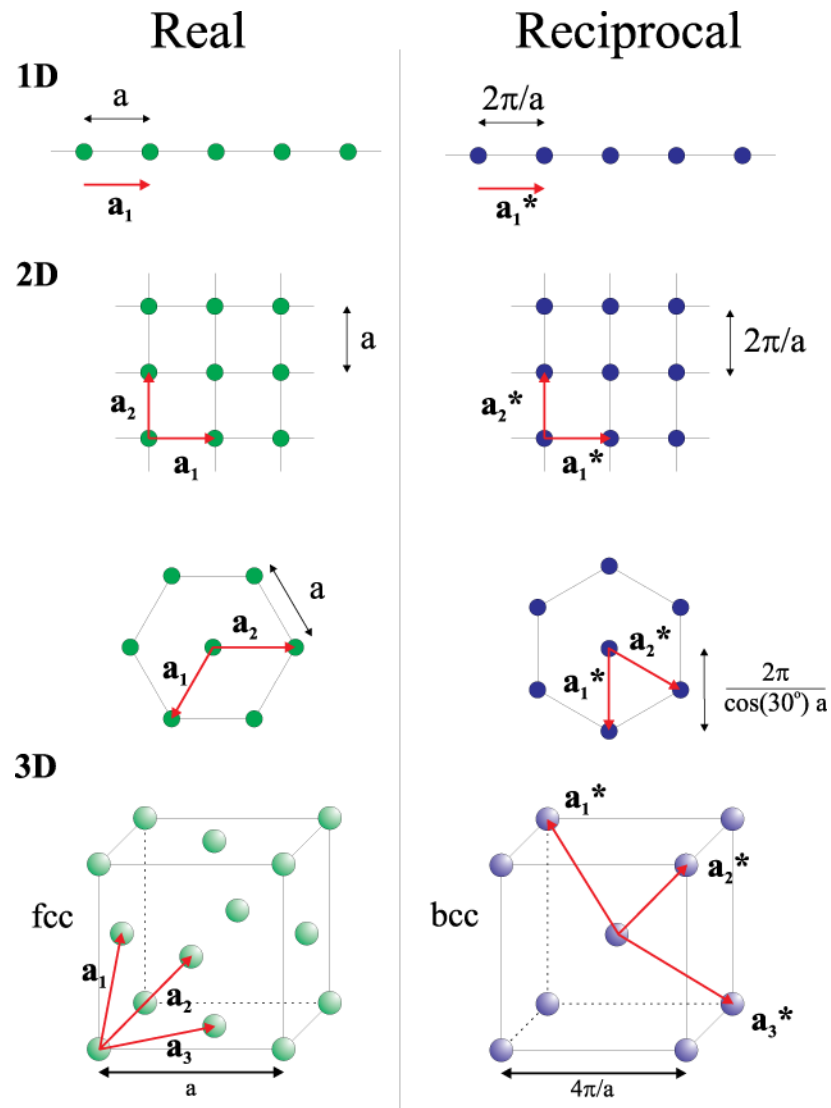 Real
Reciprocal
1D
a
a₁
2π/a
a₁*
2D
a
a₂
a₁
2π/a
a₂*
a₁*
a
a₂
a₁
a₂*
a₁*
2π
cos(30°) a
3D
fcc
a₁
a₂
a₃
a
a₁*
a₂*
bcc
a₃*
4π/a